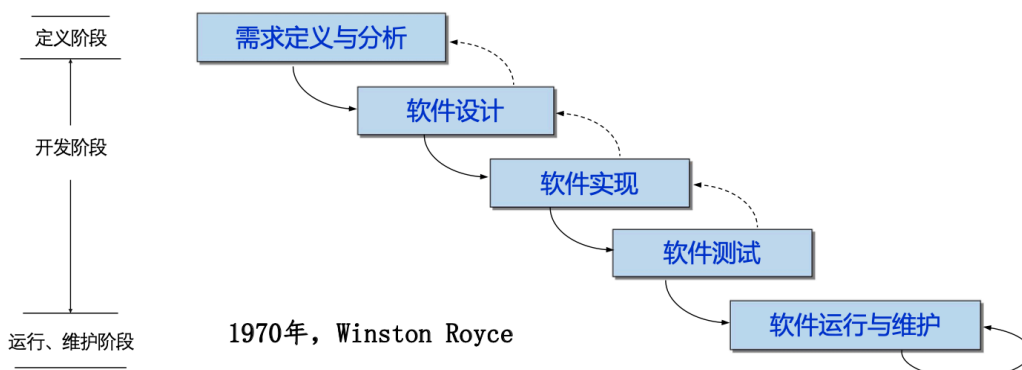 定义阶段
需求定义与分析
软件设计
开发阶段
软件实现
软件测试
软件运行与维护
运行、维护阶段
1970年，Winston Royce